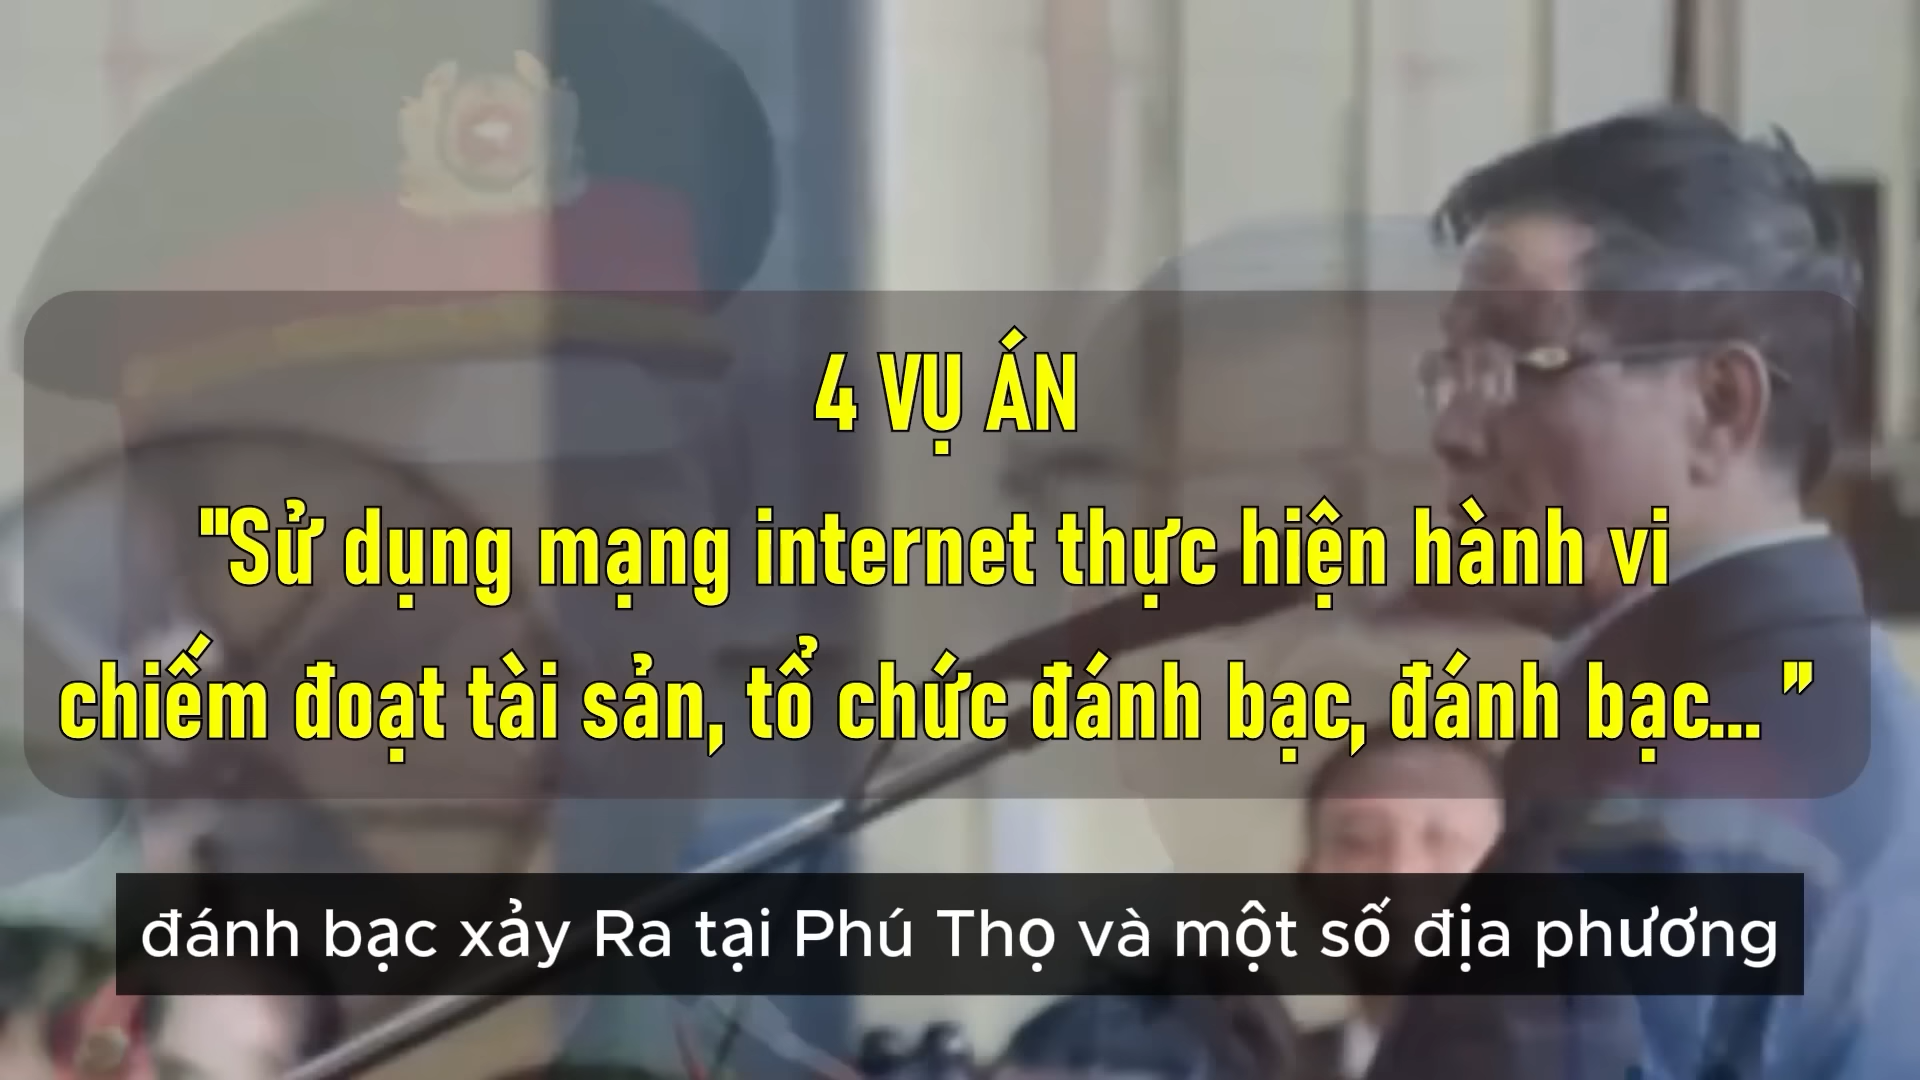 4 VỤ ÁN
"Sử dụng mạng internet thực hiện hành vi
chiếm đoạt tài sản, tổ chức đánh bạc, đánh bạc... ”
đánh bạc xảy Ra tại Phú Thọ và một số địa phương